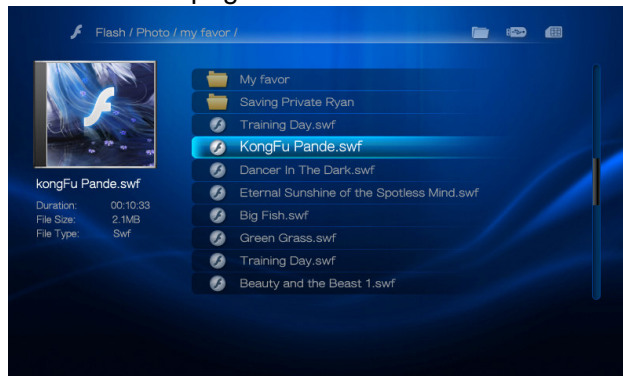 Flash / Photo / my favor /
My favor
Saving Private Ryan
Training Day.swf
KongFu Pande.swf
Dancer In The Dark.swf
Eternal Sunshine of the Spotless Mind.swf
Big Fish.swf
Green Grass.swf
Training Day.swf
Beauty and the Beast 1.swf
kongFu Pande.swf
Duration: 00:10:33
File Size: 2.1MB
File Type: Swf